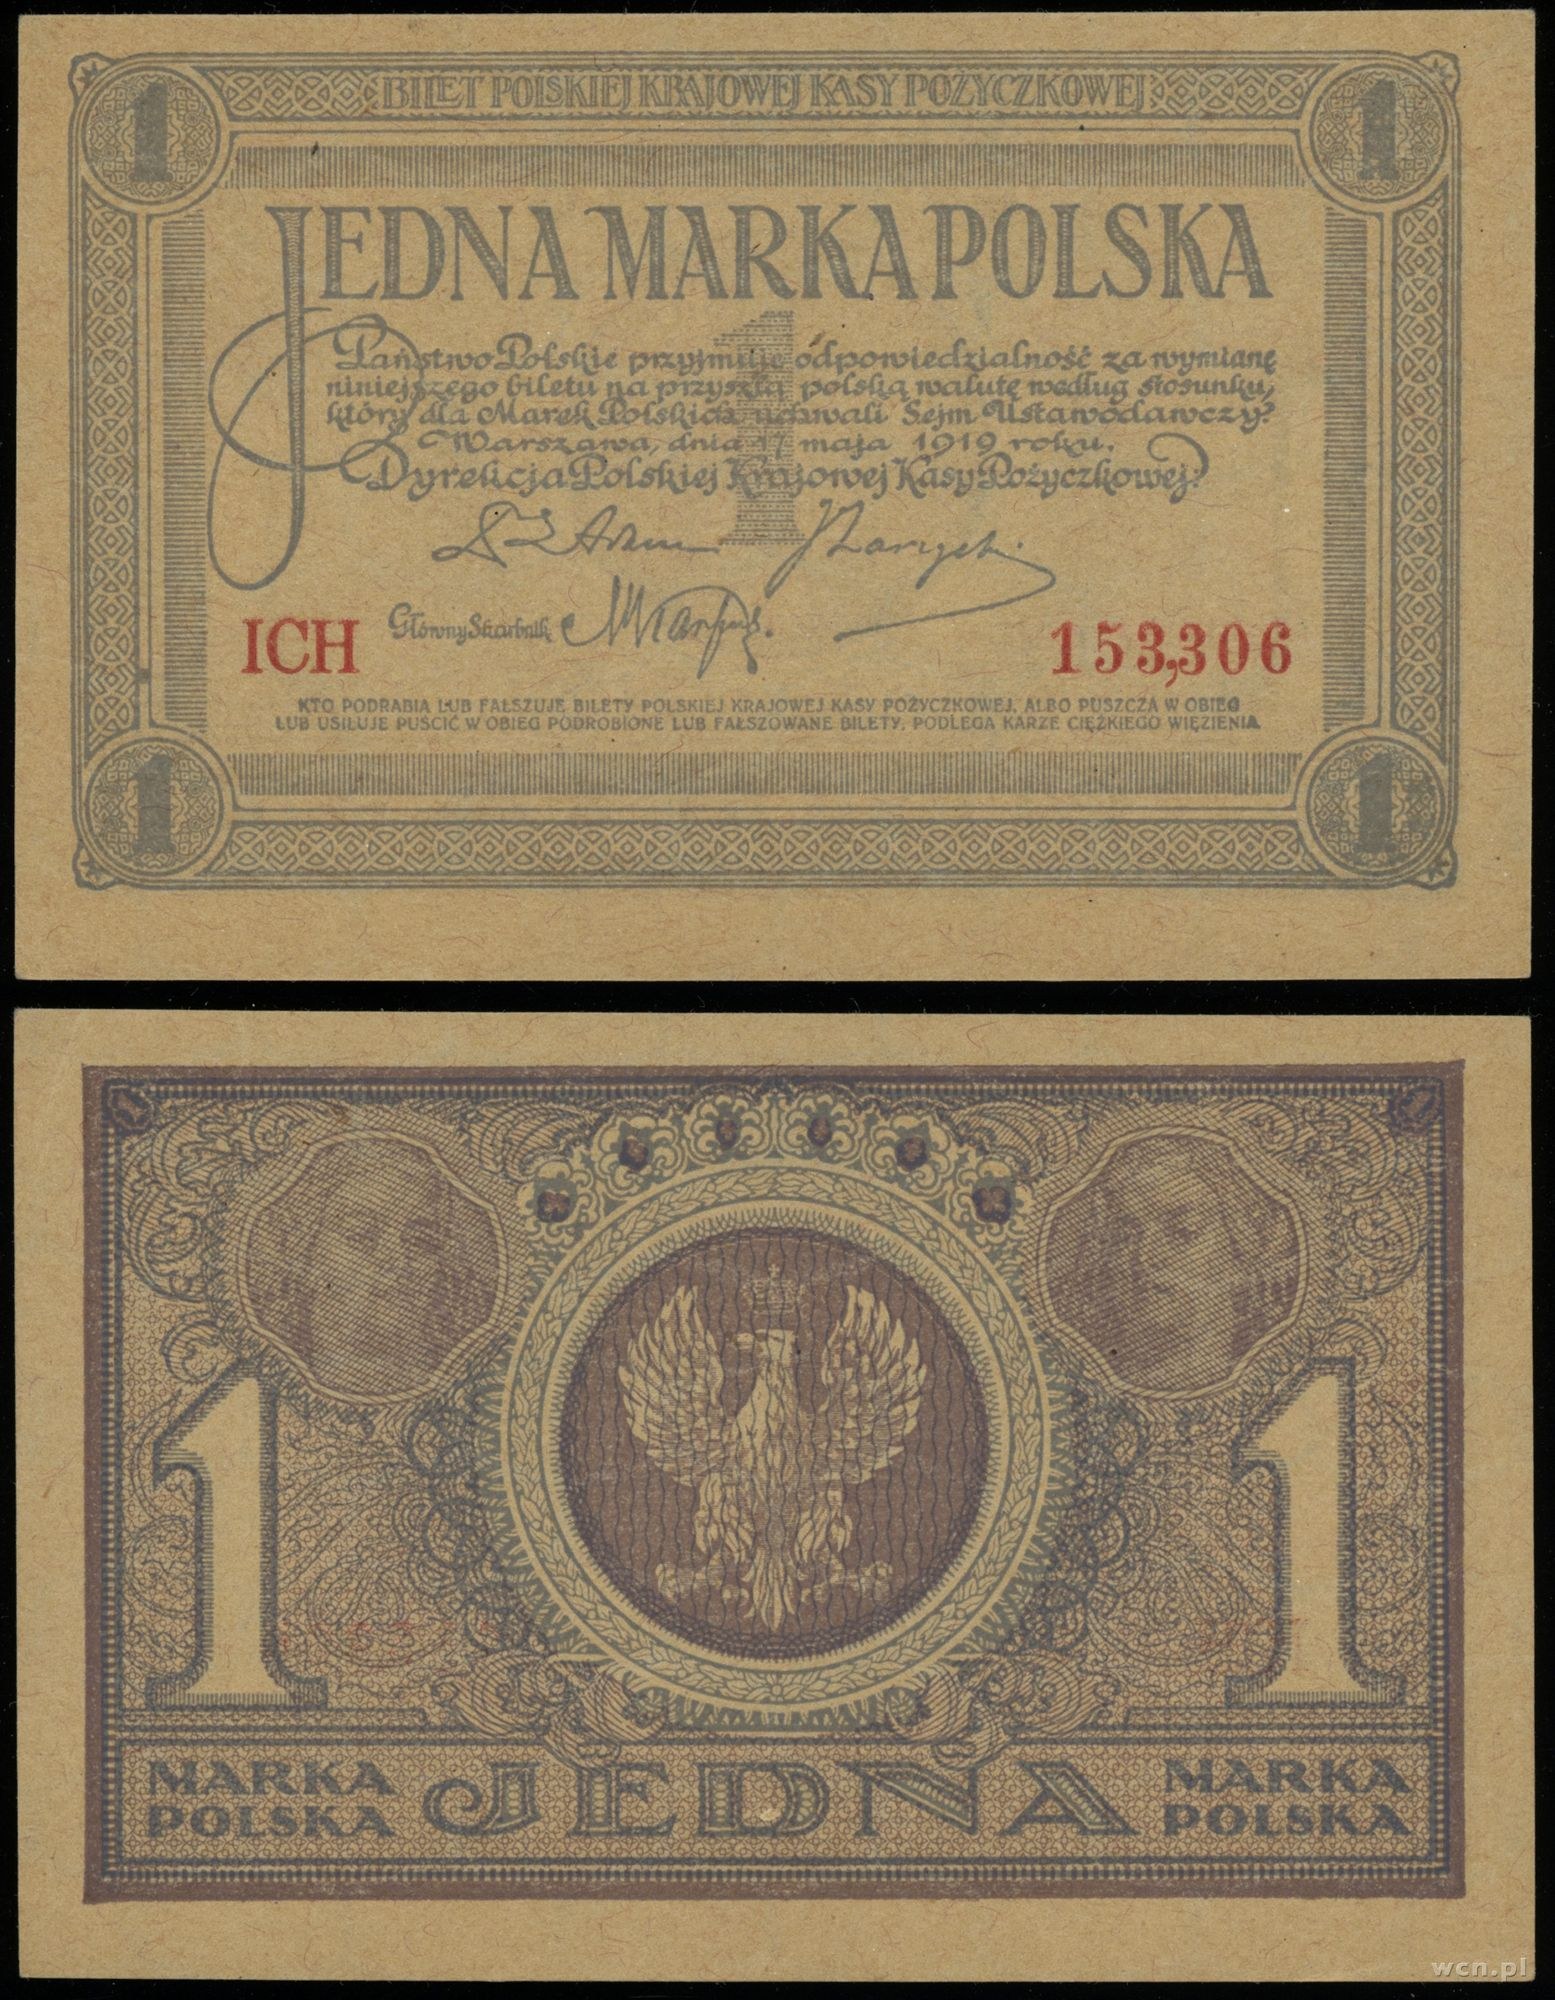 1 BILET POLSKIEJ KRAJOWEJ KASY POŻYCZKOWEJ 1
JEDNA MARKA POLSKA
1
Państwo Polskie przyjmuje odpowiedzialność za wymianę
niniejszego biletu na przyszłą polską walutę według stosunku,
który dla Marek Polskich uchwali Sejm Ustawodawczy.
Warszawa, dnia 17 maja 1919 roku.
Dyrekcja Polskiej Krajowej Kasy Pożyczkowej:
ICH Główny Skarbnik 153,306
KTO PODRABIA LUB FAŁSZUJE BILETY POLSKIEJ KRAJOWEJ KASY POŻYCZKOWEJ, ALBO PUSZCZA W OBIEG
LUB USIŁUJE PUŚCIĆ W OBIEG PODROBIONE LUB FAŁSZOWANE BILETY, PODLEGA KARZE CIĘŻKIEGO WIĘZIENIA
1 1
1 1
1 1
MARKA POLSKA JEDNA MARKA POLSKA
wcn.pl